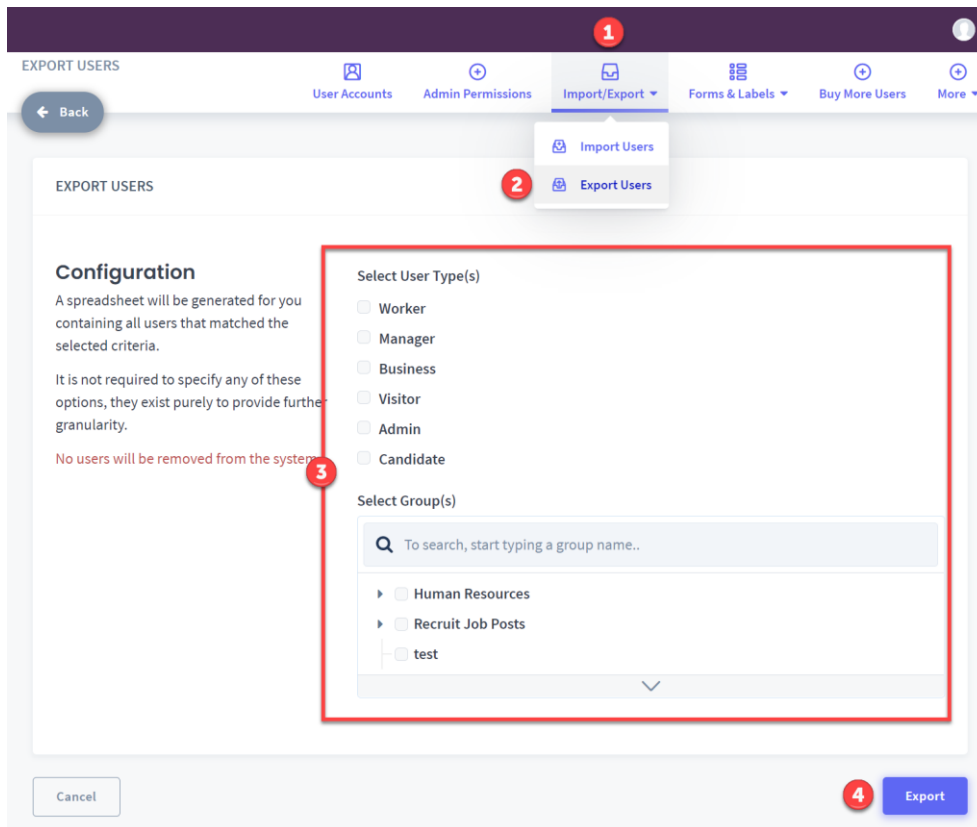 1
EXPORT USERS
User Accounts
Admin Permissions
Import/Export
Forms & Labels
Buy More Users
More
Back
Import Users
2
Export Users
EXPORT USERS
Configuration
A spreadsheet will be generated for you
containing all users that matched the
selected criteria.
It is not required to specify any of these
options, they exist purely to provide further
granularity.
No users will be removed from the system
3
Select User Type(s)
Worker
Manager
Business
Visitor
Admin
Candidate
Select Group(s)
To search, start typing a group name..
Human Resources
Recruit Job Posts
test
Cancel
4
Export